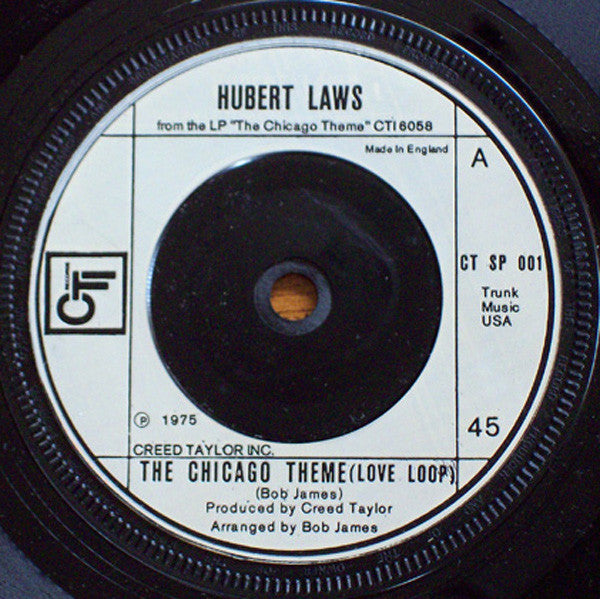 HUBERT LAWS
from the LP "The Chicago Theme" CTI 6058
Made In England
A
CTI
RECORDS
CT SP 001
Trunk
Music
USA
℗ 1975
45
CREED TAYLOR INC.
THE CHICAGO THEME(LOVE LOOP)
(Bob James)
Produced by Creed Taylor
Arranged by Bob James